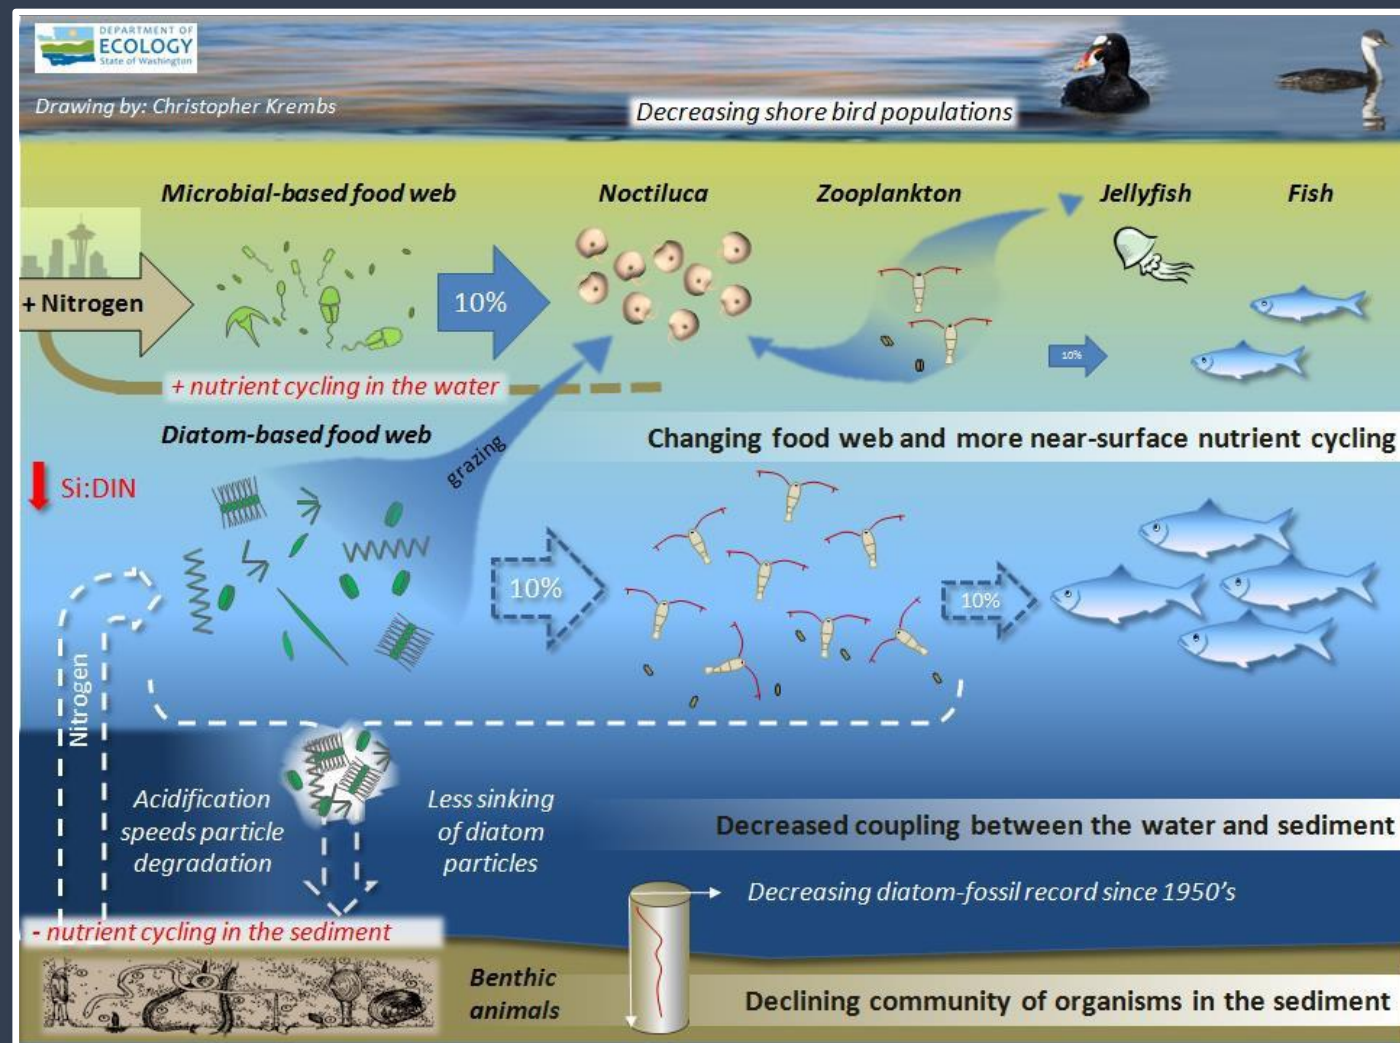 DEPARTMENT OF
ECOLOGY
State of Washington
Drawing by: Christopher Krembs
Decreasing shore bird populations
Microbial-based food web
Noctiluca
Zooplankton
Jellyfish
Fish
+ Nitrogen
10%
10%
+ nutrient cycling in the water
Diatom-based food web
grazing
Changing food web and more near-surface nutrient cycling
Si:DIN
10%
10%
Nitrogen
Acidification
speeds particle
degradation
Less sinking
of diatom
particles
Decreased coupling between the water and sediment
Decreasing diatom-fossil record since 1950's
- nutrient cycling in the sediment
Benthic
animals
Declining community of organisms in the sediment